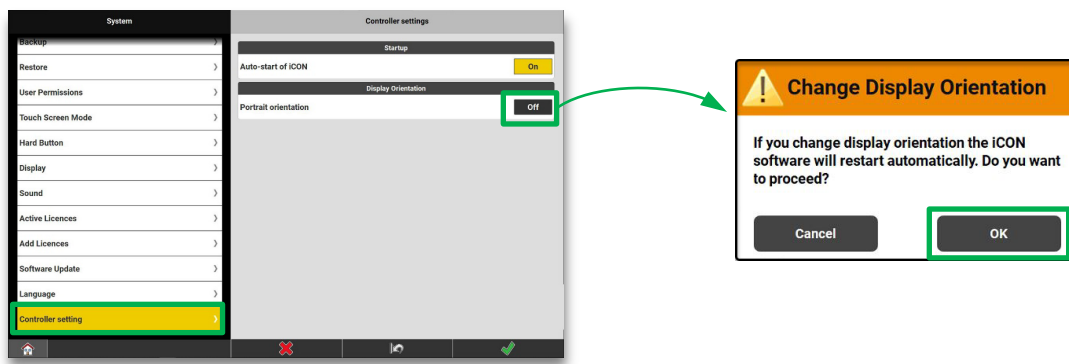 System
Backup
Restore
User Permissions
Touch Screen Mode
Hard Button
Display
Sound
Active Licences
Add Licences
Software Update
Language
Controller setting
Controller settings
Startup
Auto-start of iCON On
Display Orientation
Portrait orientation Off
Change Display Orientation
If you change display orientation the iCON
software will restart automatically. Do you want
to proceed?
Cancel OK